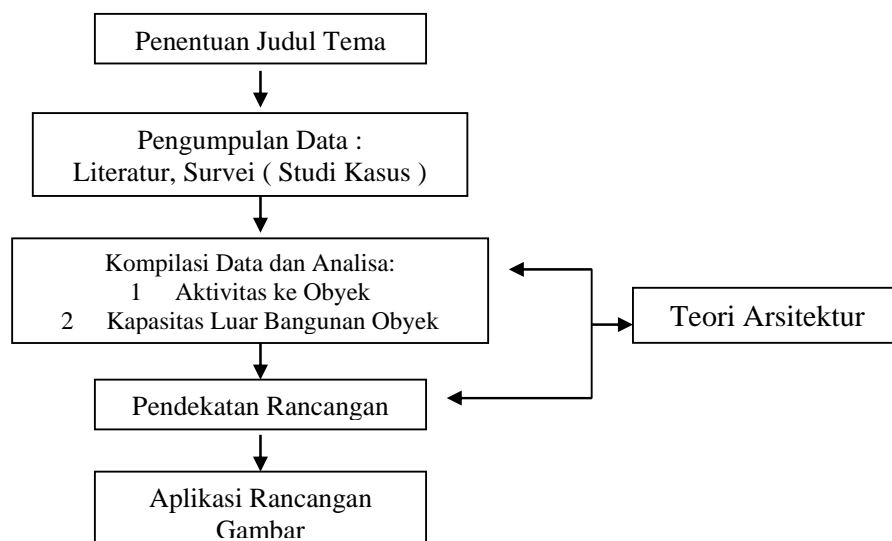 Penentuan Judul Tema
Pengumpulan Data :
Literatur, Survei ( Studi Kasus )
Kompilasi Data dan Analisa:
1 Aktivitas ke Obyek
2 Kapasitas Luar Bangunan Obyek
Teori Arsitektur
Pendekatan Rancangan
Aplikasi Rancangan
Gambar